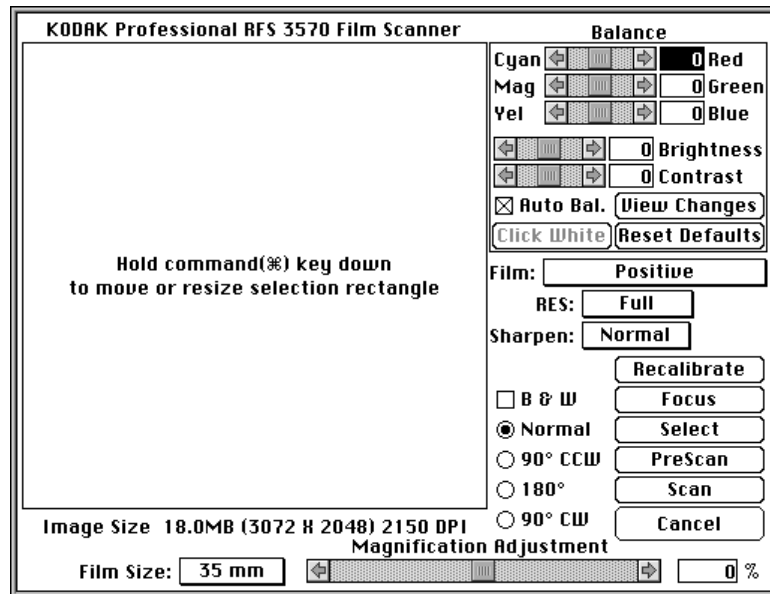 KODAK Professional RFS 3570 Film Scanner
Balance
Cyan 0 Red
Mag 0 Green
Yel 0 Blue
0 Brightness
0 Contrast
Auto Bal. View Changes
Click White Reset Defaults
Hold command(⌘) key down
to move or resize selection rectangle
Film: Positive
RES: Full
Sharpen: Normal
Recalibrate
B & W Focus
Normal Select
90° CCW PreScan
180° Scan
90° CW Cancel
Image Size 18.0MB (3072 X 2048) 2150 DPI
Magnification Adjustment
Film Size: 35 mm 0 %